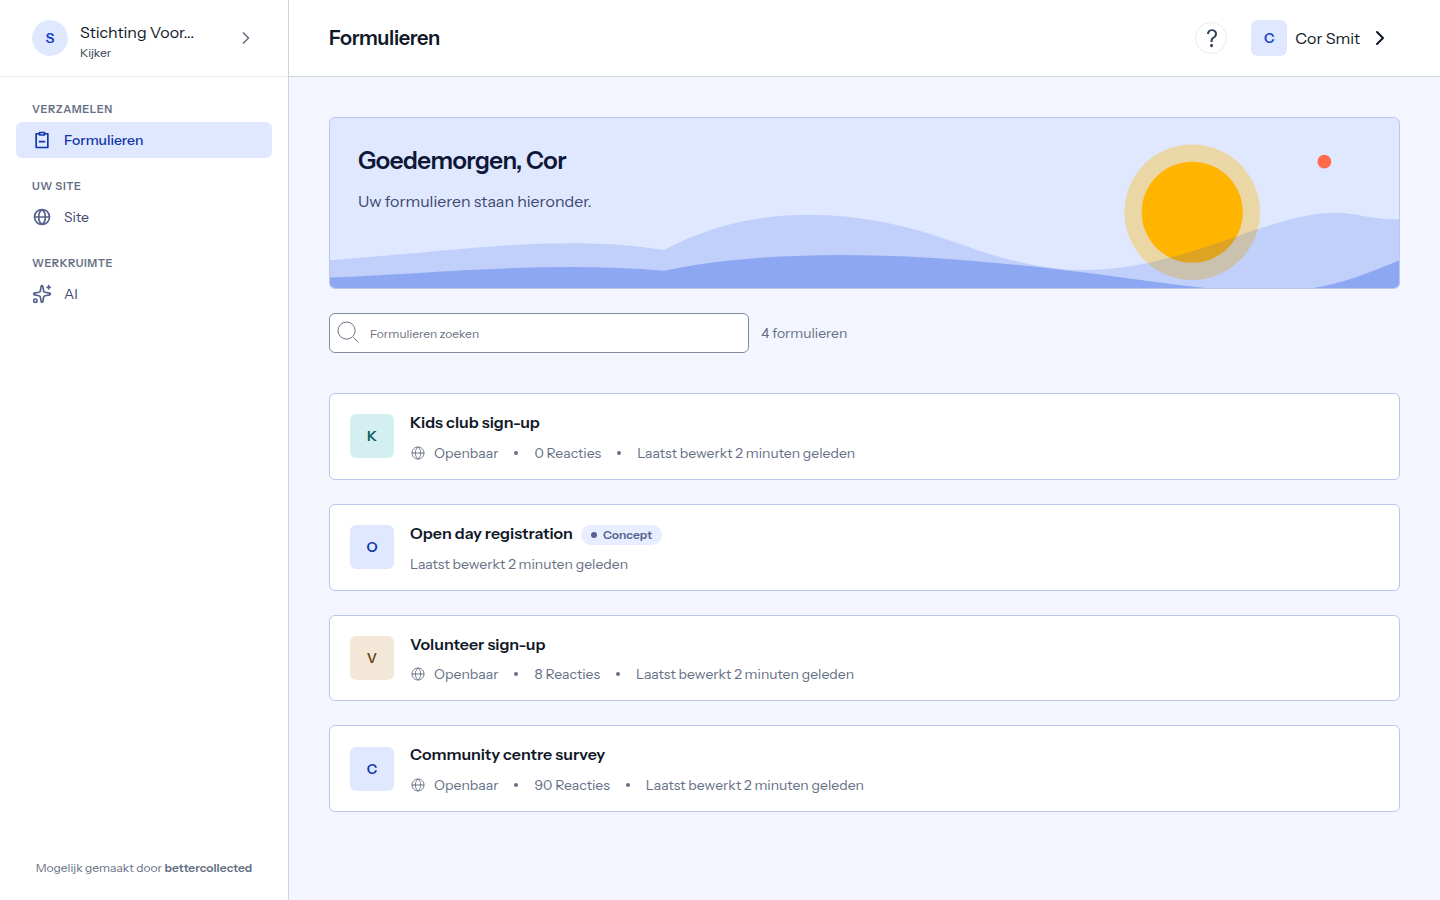 S
Stichting Voor...
Kijker
Formulieren
?
C
Cor Smit
VERZAMELEN
Formulieren
UW SITE
Site
WERKRUIMTE
AI
Goedemorgen, Cor
Uw formulieren staan hieronder.
Formulieren zoeken
4 formulieren
K
Kids club sign-up
Openbaar • 0 Reacties • Laatst bewerkt 2 minuten geleden
O
Open day registration
Concept
Laatst bewerkt 2 minuten geleden
V
Volunteer sign-up
Openbaar • 8 Reacties • Laatst bewerkt 2 minuten geleden
C
Community centre survey
Openbaar • 90 Reacties • Laatst bewerkt 2 minuten geleden
Mogelijk gemaakt door bettercollected